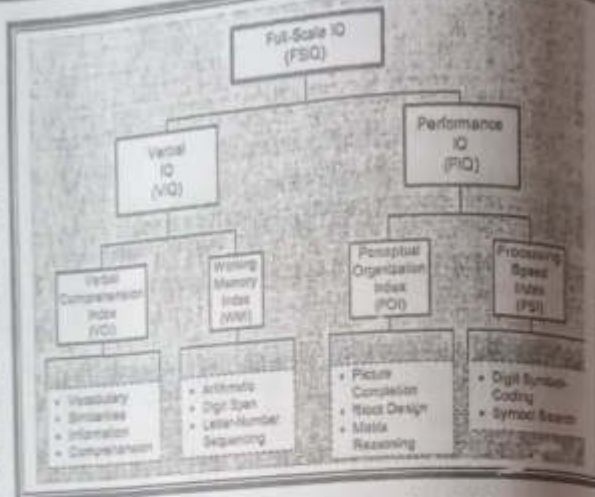 Full-Scale IQ
(FSIQ)
Verbal
IQ
(VIQ)
Performance
IQ
(PIQ)
Verbal
Comprehension
Index
(VCI)
Working
Memory
Index
(WMI)
Perceptual
Organization
Index
(POI)
Processing
Speed
Index
(PSI)
• Vocabulary
• Similarities
• Information
• Comprehension
• Arithmetic
• Digit Span
• Letter-Number
Sequencing
• Picture
Completion
• Block Design
• Matrix
Reasoning
• Digit Symbol-
Coding
• Symbol Search